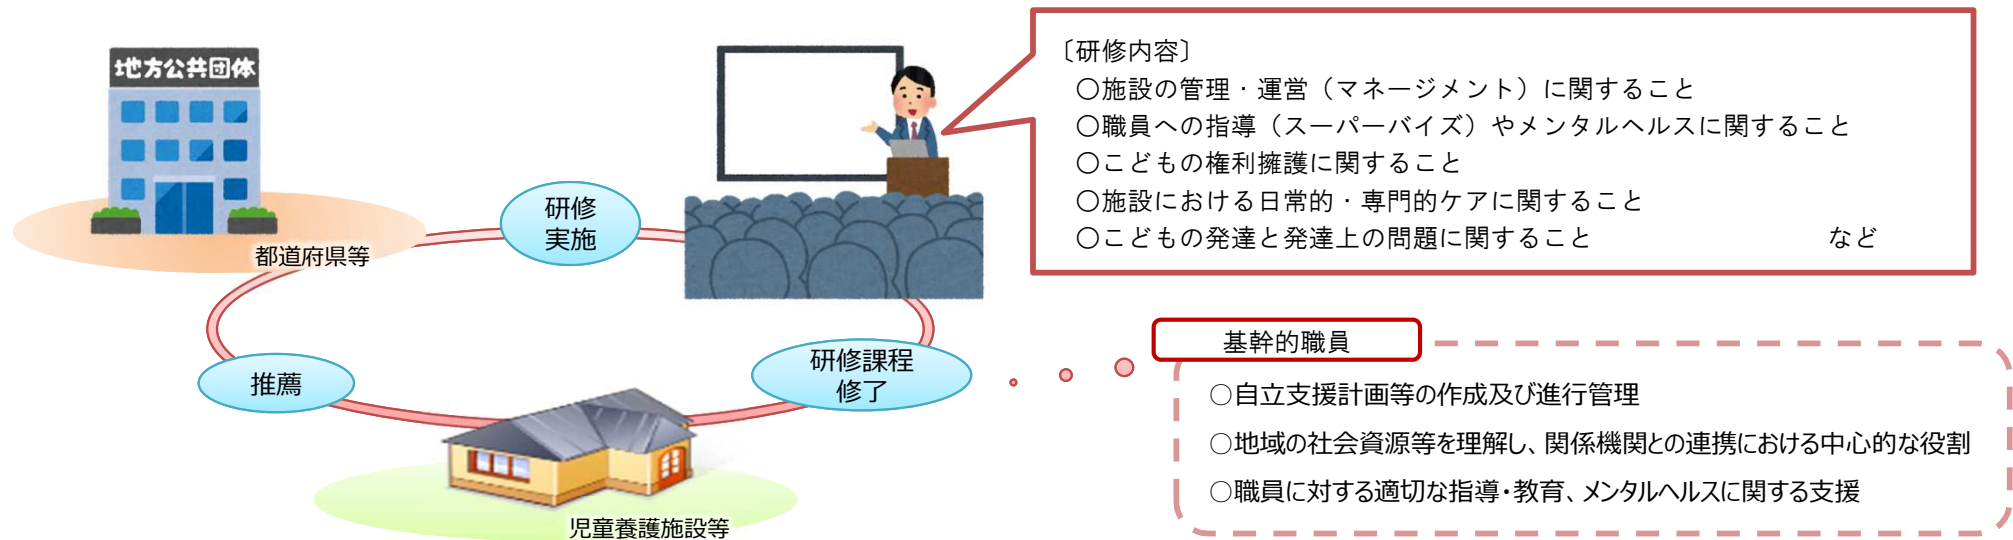 地方公共団体
都道府県等
研修
実施
〔研修内容〕
○施設の管理・運営（マネージメント）に関すること
○職員への指導（スーパーバイズ）やメンタルヘルスに関すること
○こどもの権利擁護に関すること
○施設における日常的・専門的ケアに関すること
○こどもの発達と発達上の問題に関すること　など
推薦
研修課程
修了
児童養護施設等
基幹的職員
○自立支援計画等の作成及び進行管理
○地域の社会資源等を理解し、関係機関との連携における中心的な役割
○職員に対する適切な指導・教育、メンタルヘルスに関する支援